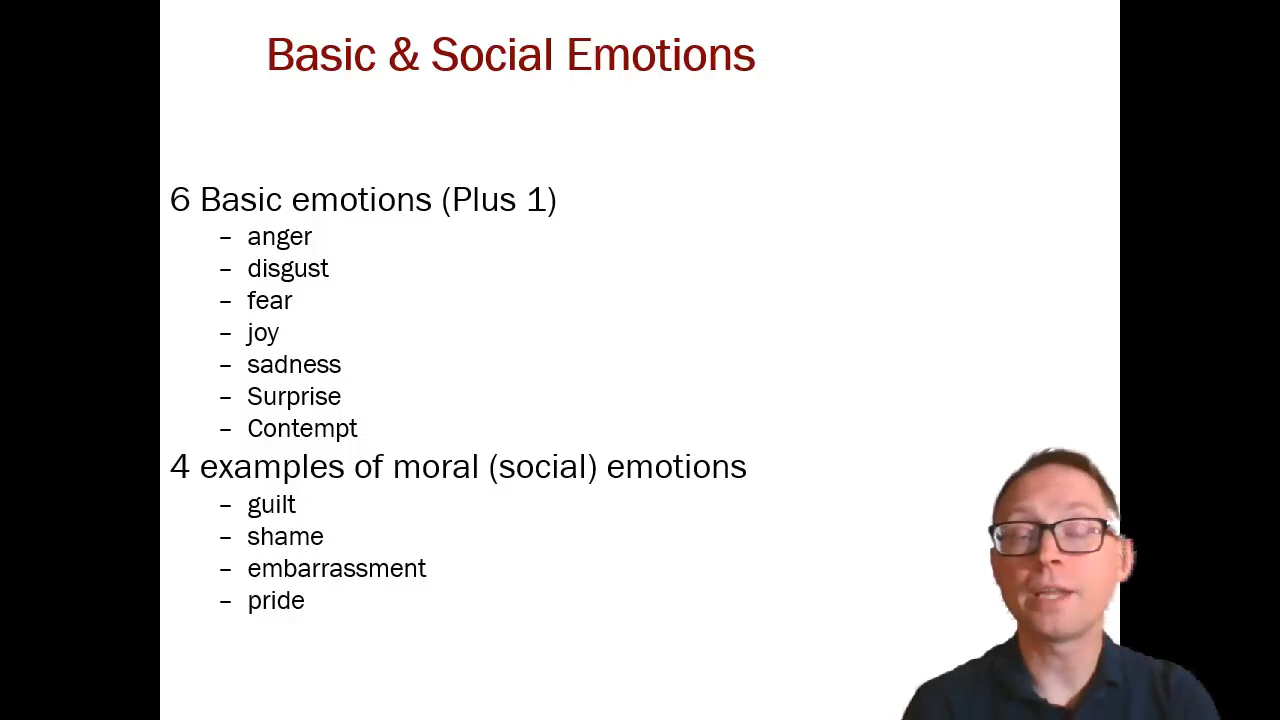 Basic & Social Emotions
6 Basic emotions (Plus 1)
– anger
– disgust
– fear
– joy
– sadness
– Surprise
– Contempt
4 examples of moral (social) emotions
– guilt
– shame
– embarrassment
– pride